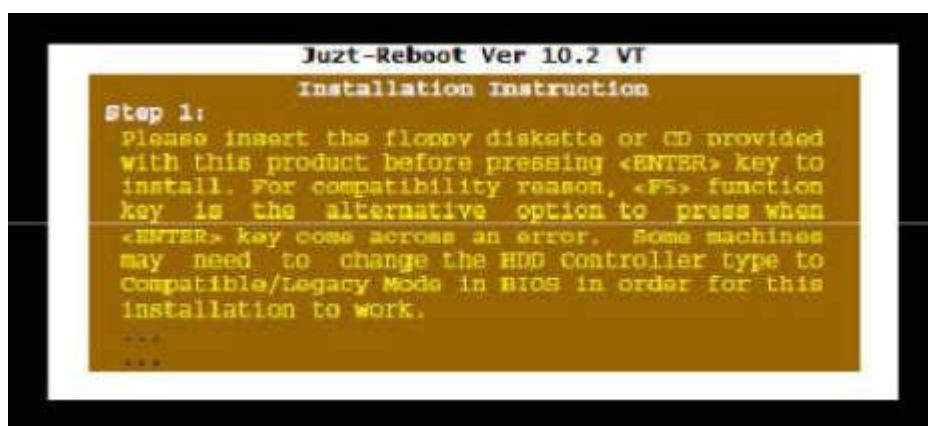 Juzt-Reboot Ver 10.2 VT
Installation Instruction
Step 1:
Please insert the floppy diskette or CD provided
with this product before pressing <ENTER> key to
install. For compatibility reason, <F5> function
key is the alternative option to press when
<ENTER> key come across an error. Some machines
may need to change the HDD Controller type to
Compatible/Legacy Mode in BIOS in order for this
installation to work.
...
...